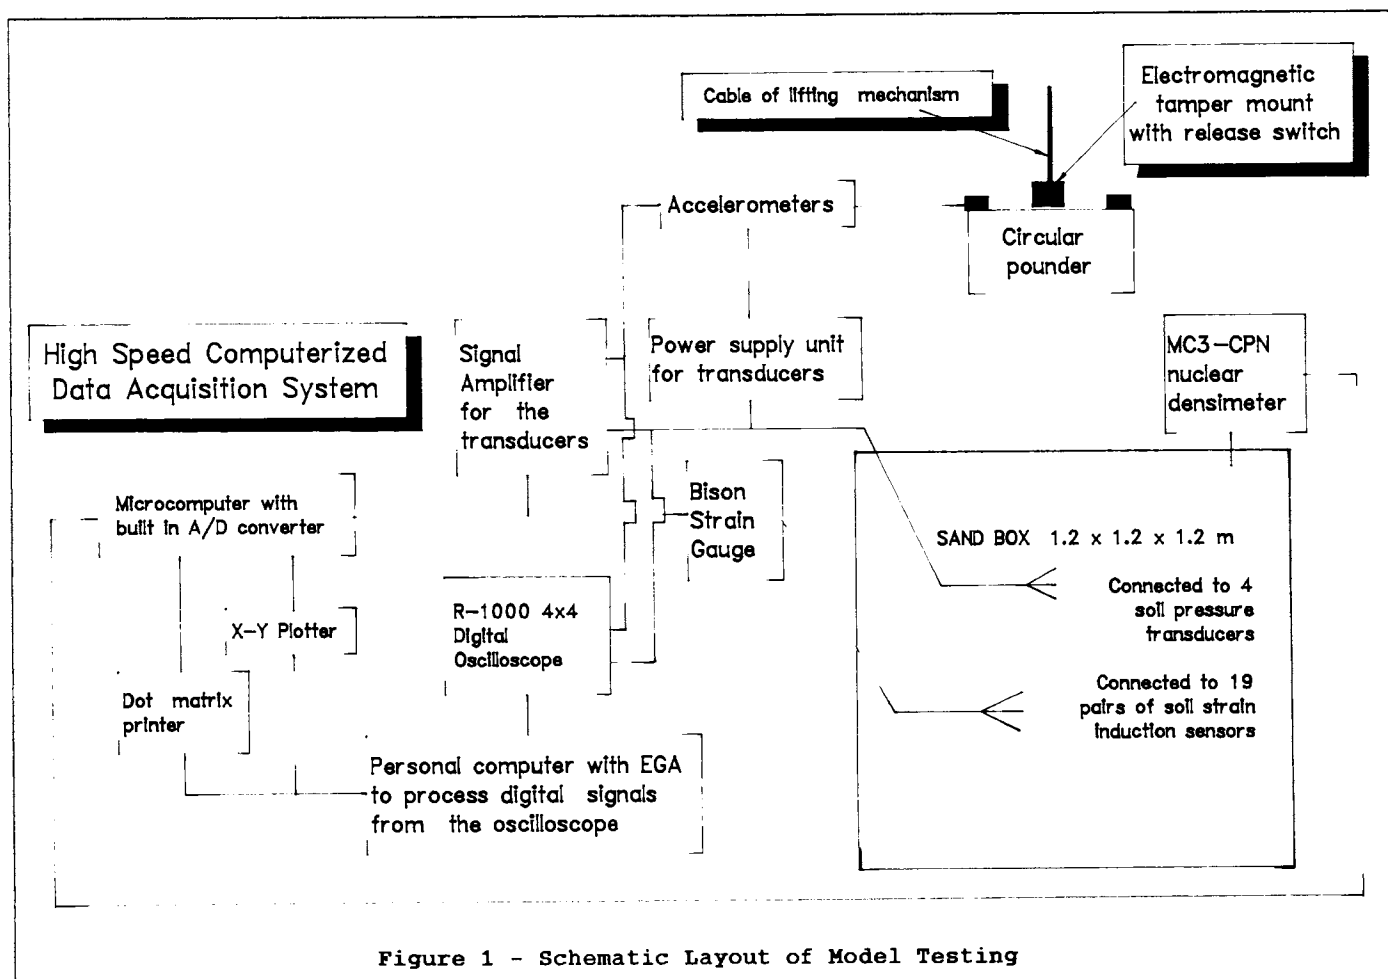 Cable of lifting mechanism
Electromagnetic
tamper mount
with release switch
Accelerometers
Circular
pounder
High Speed Computerized
Data Acquisition System
Signal
Amplifier
for the
transducers
Power supply unit
for transducers
MC3-CPN
nuclear
densimeter
Microcomputer with
built in A/D converter
Bison
Strain
Gauge
SAND BOX 1.2 x 1.2 x 1.2 m
Connected to 4
soil pressure
transducers
R-1000 4x4
Digital
Oscilloscope
X-Y Plotter
Dot matrix
printer
Connected to 19
pairs of soil strain
induction sensors
Personal computer with EGA
to process digital signals
from the oscilloscope
Figure 1 - Schematic Layout of Model Testing